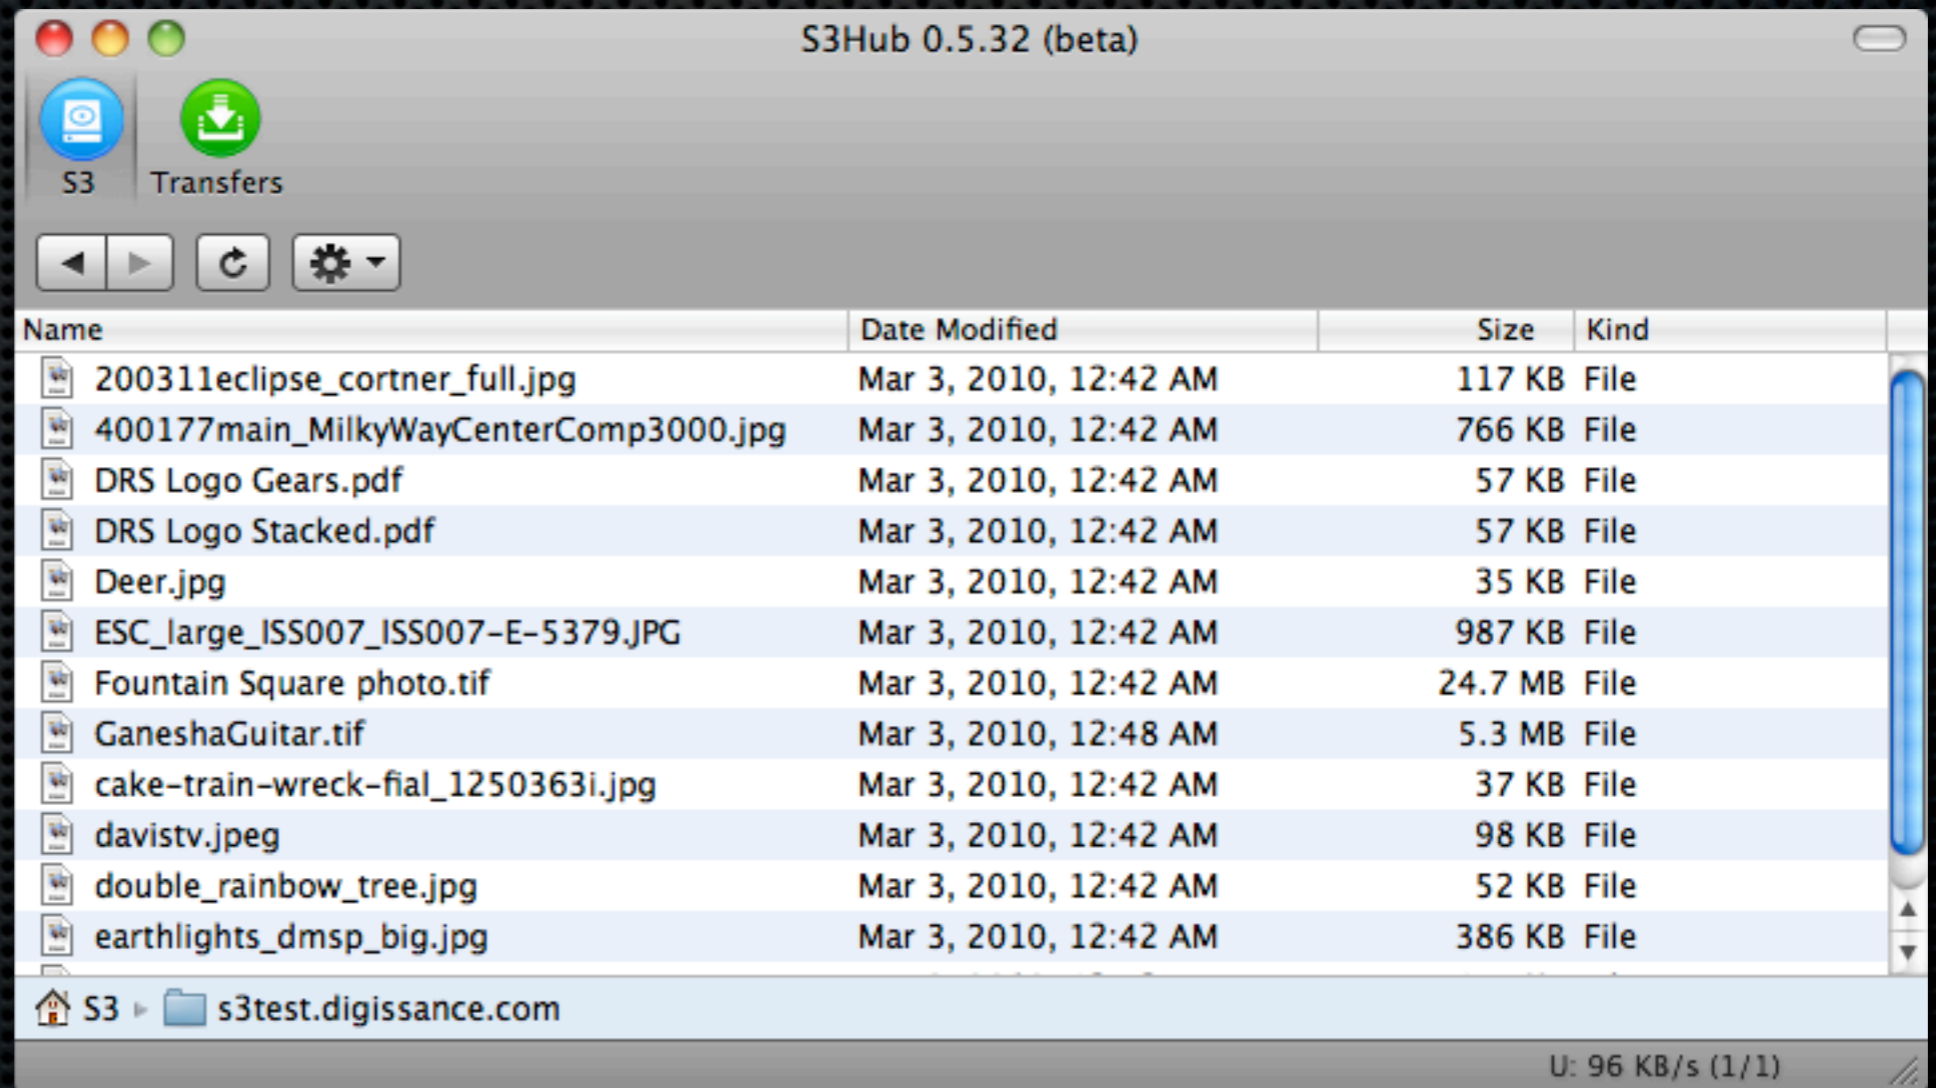 S3Hub 0.5.32 (beta)
S3 Transfers
Name Date Modified Size Kind
200311eclipse_cortner_full.jpg Mar 3, 2010, 12:42 AM 117 KB File
400177main_MilkyWayCenterComp3000.jpg Mar 3, 2010, 12:42 AM 766 KB File
DRS Logo Gears.pdf Mar 3, 2010, 12:42 AM 57 KB File
DRS Logo Stacked.pdf Mar 3, 2010, 12:42 AM 57 KB File
Deer.jpg Mar 3, 2010, 12:42 AM 35 KB File
ESC_large_ISS007_ISS007-E-5379.JPG Mar 3, 2010, 12:42 AM 987 KB File
Fountain Square photo.tif Mar 3, 2010, 12:42 AM 24.7 MB File
GaneshaGuitar.tif Mar 3, 2010, 12:48 AM 5.3 MB File
cake-train-wreck-fial_1250363i.jpg Mar 3, 2010, 12:42 AM 37 KB File
davistv.jpeg Mar 3, 2010, 12:42 AM 98 KB File
double_rainbow_tree.jpg Mar 3, 2010, 12:42 AM 52 KB File
earthlights_dmsp_big.jpg Mar 3, 2010, 12:42 AM 386 KB File
S3 s3test.digissance.com
U: 96 KB/s (1/1)